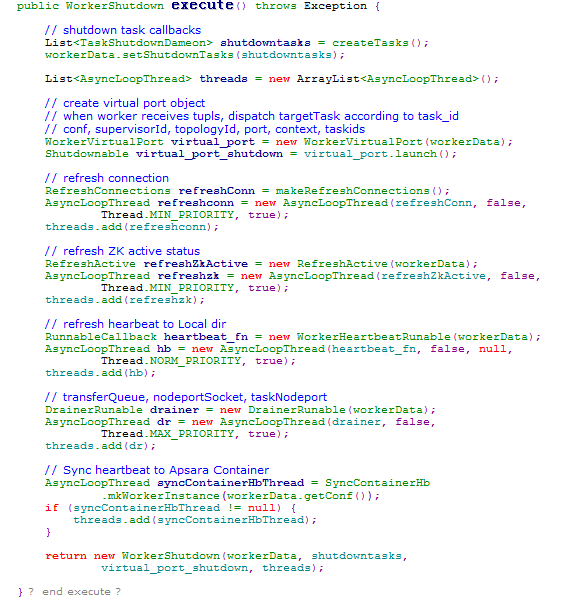 public WorkerShutdown execute() throws Exception {
// shutdown task callbacks
List<TaskShutdownDameon> shutdowntasks = createTasks();
workerData.setShutdownTasks(shutdowntasks);
List<AsyncLoopThread> threads = new ArrayList<AsyncLoopThread>();
// create virtual port object
// when worker receives tupls, dispatch targetTask according to task_id
// conf, supervisorId, topologyId, port, context, taskids
WorkerVirtualPort virtual_port = new WorkerVirtualPort(workerData);
Shutdownable virtual_port_shutdown = virtual_port.launch();
// refresh connection
RefreshConnections refreshConn = makeRefreshConnections();
AsyncLoopThread refreshconn = new AsyncLoopThread(refreshConn, false,
Thread.MIN_PRIORITY, true);
threads.add(refreshconn);
// refresh ZK active status
RefreshActive refreshZkActive = new RefreshActive(workerData);
AsyncLoopThread refreshzk = new AsyncLoopThread(refreshZkActive, false,
Thread.MIN_PRIORITY, true);
threads.add(refreshzk);
// refresh hearbeat to Local dir
RunnableCallback heartbeat_fn = new WorkerHeartbeatRunable(workerData);
AsyncLoopThread hb = new AsyncLoopThread(heartbeat_fn, false, null,
Thread.NORM_PRIORITY, true);
threads.add(hb);
// transferQueue, nodeportSocket, taskNodeport
DrainerRunable drainer = new DrainerRunable(workerData);
AsyncLoopThread dr = new AsyncLoopThread(drainer, false,
Thread.MAX_PRIORITY, true);
threads.add(dr);
// Sync heartbeat to Apsara Container
AsyncLoopThread syncContainerHbThread = SyncContainerHb
.mkWorkerInstance(workerData.getConf());
if (syncContainerHbThread != null) {
threads.add(syncContainerHbThread);
}
return new WorkerShutdown(workerData, shutdowntasks,
virtual_port_shutdown, threads);
} ? end execute ?